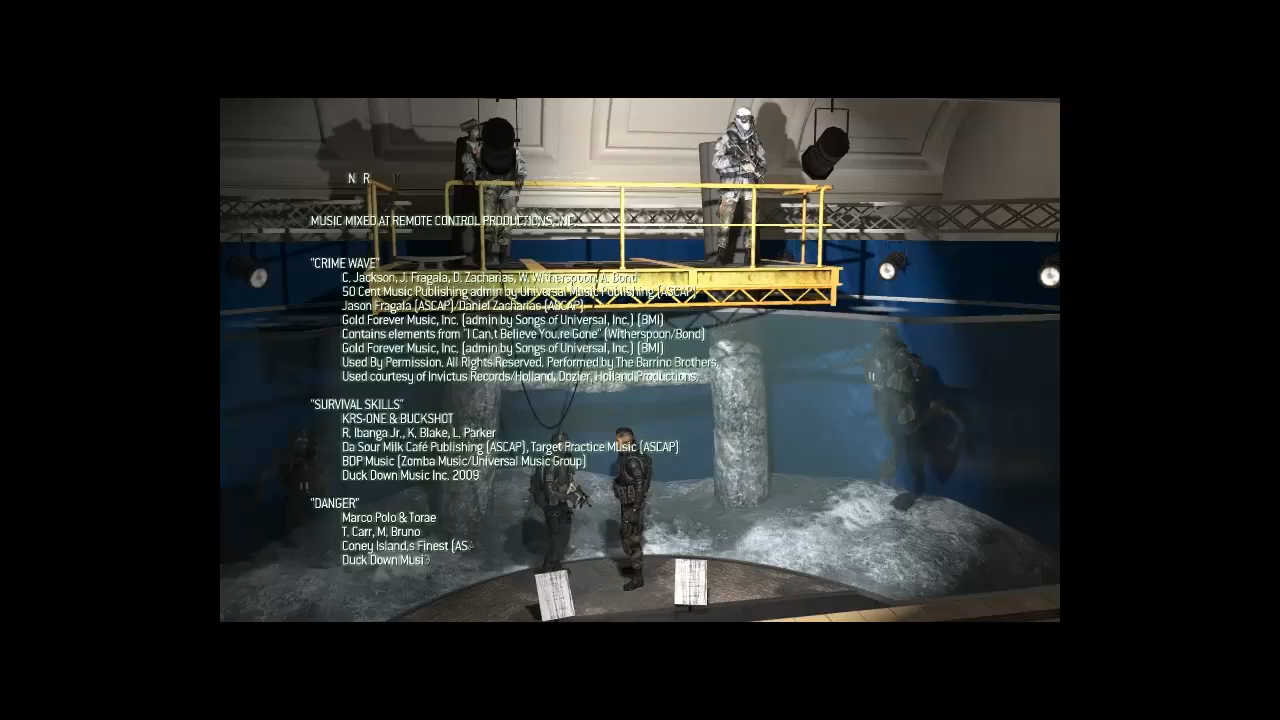 N R
MUSIC MIXED AT REMOTE CONTROL PRODUCTIONS, INC.
"CRIME WAVE"
C. Jackson, J. Fragala, D. Zacharias, W. Witherspoon, A. Bond
50 Cent Music Publishing admin by Universal Music Publishing (ASCAP)
Jason Fragala (ASCAP)/Daniel Zacharias (ASCAP)
Gold Forever Music, Inc. (admin by Songs of Universal, Inc.) (BMI)
Contains elements from "I Can,t Believe You,re Gone" (Witherspoon/Bond)
Gold Forever Music, Inc. (admin by Songs of Universal, Inc.) (BMI)
Used By Permission. All Rights Reserved. Performed by The Barrino Brothers,
Used courtesy of Invictus Records/Holland, Dozier, Holland Productions.
"SURVIVAL SKILLS"
KRS-ONE & BUCKSHOT
R. Ibanga Jr., K. Blake, L. Parker
Da Sour Milk Café Publishing (ASCAP), Target Practice Music (ASCAP)
BDP Music (Zomba Music/Universal Music Group)
Duck Down Music Inc. 2009
"DANGER"
Marco Polo & Torae
T. Carr, M. Bruno
Coney Island,s Finest (AS
Duck Down Musi